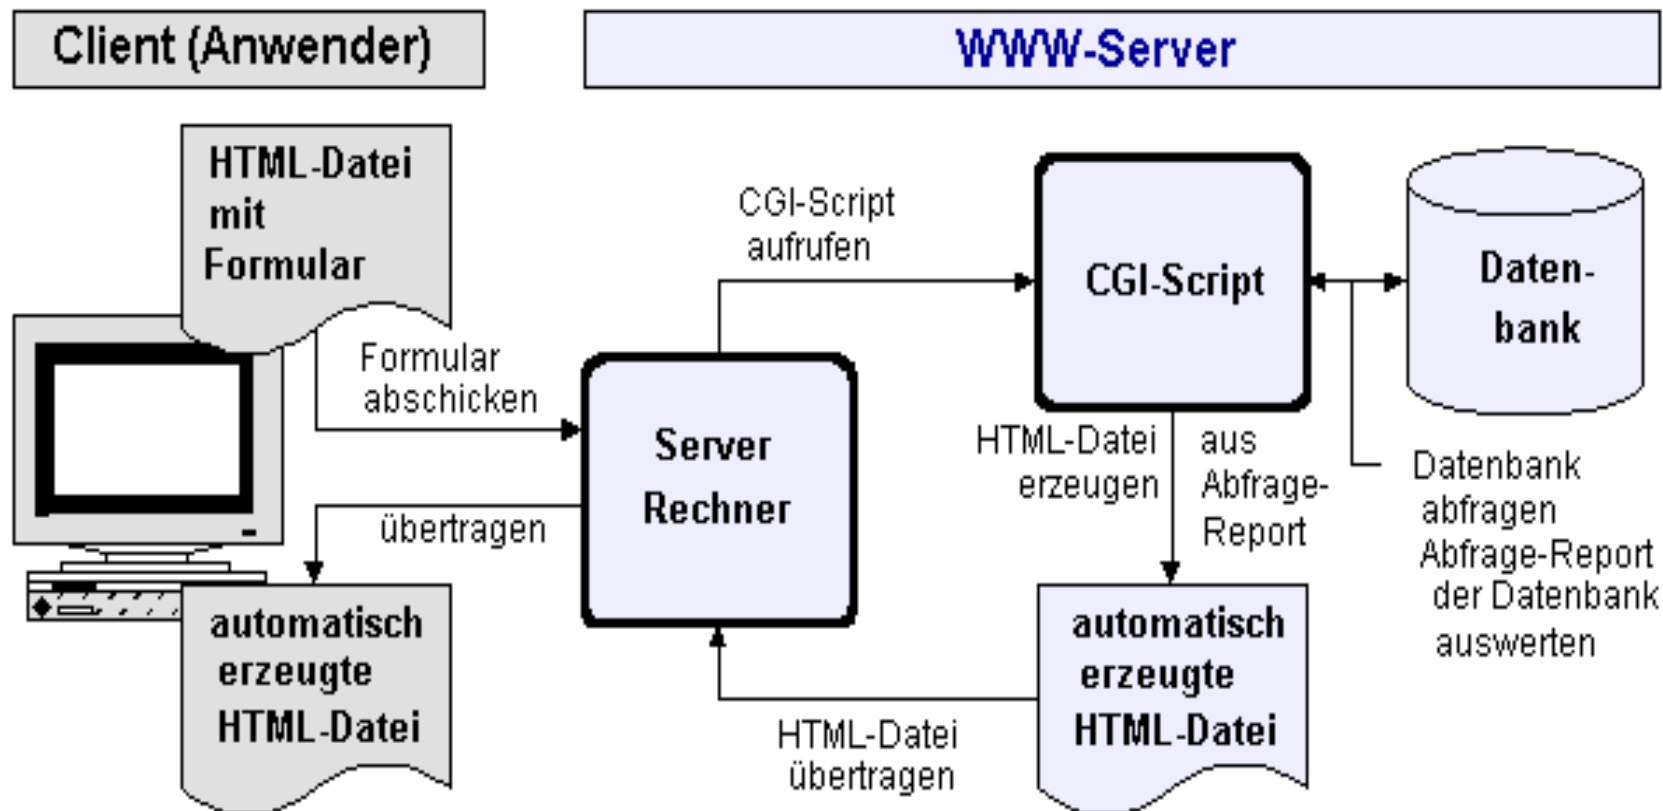 Client (Anwender)
WWW-Server
HTML-Datei
mit
Formular
Formular
abschicken
Server
Rechner
CGI-Script
aufrufen
CGI-Script
Daten-
bank
Datenbank
abfragen
Abfrage-Report
der Datenbank
auswerten
HTML-Datei
erzeugen
aus
Abfrage-
Report
automatisch
erzeugte
HTML-Datei
HTML-Datei
übertragen
übertragen
automatisch
erzeugte
HTML-Datei